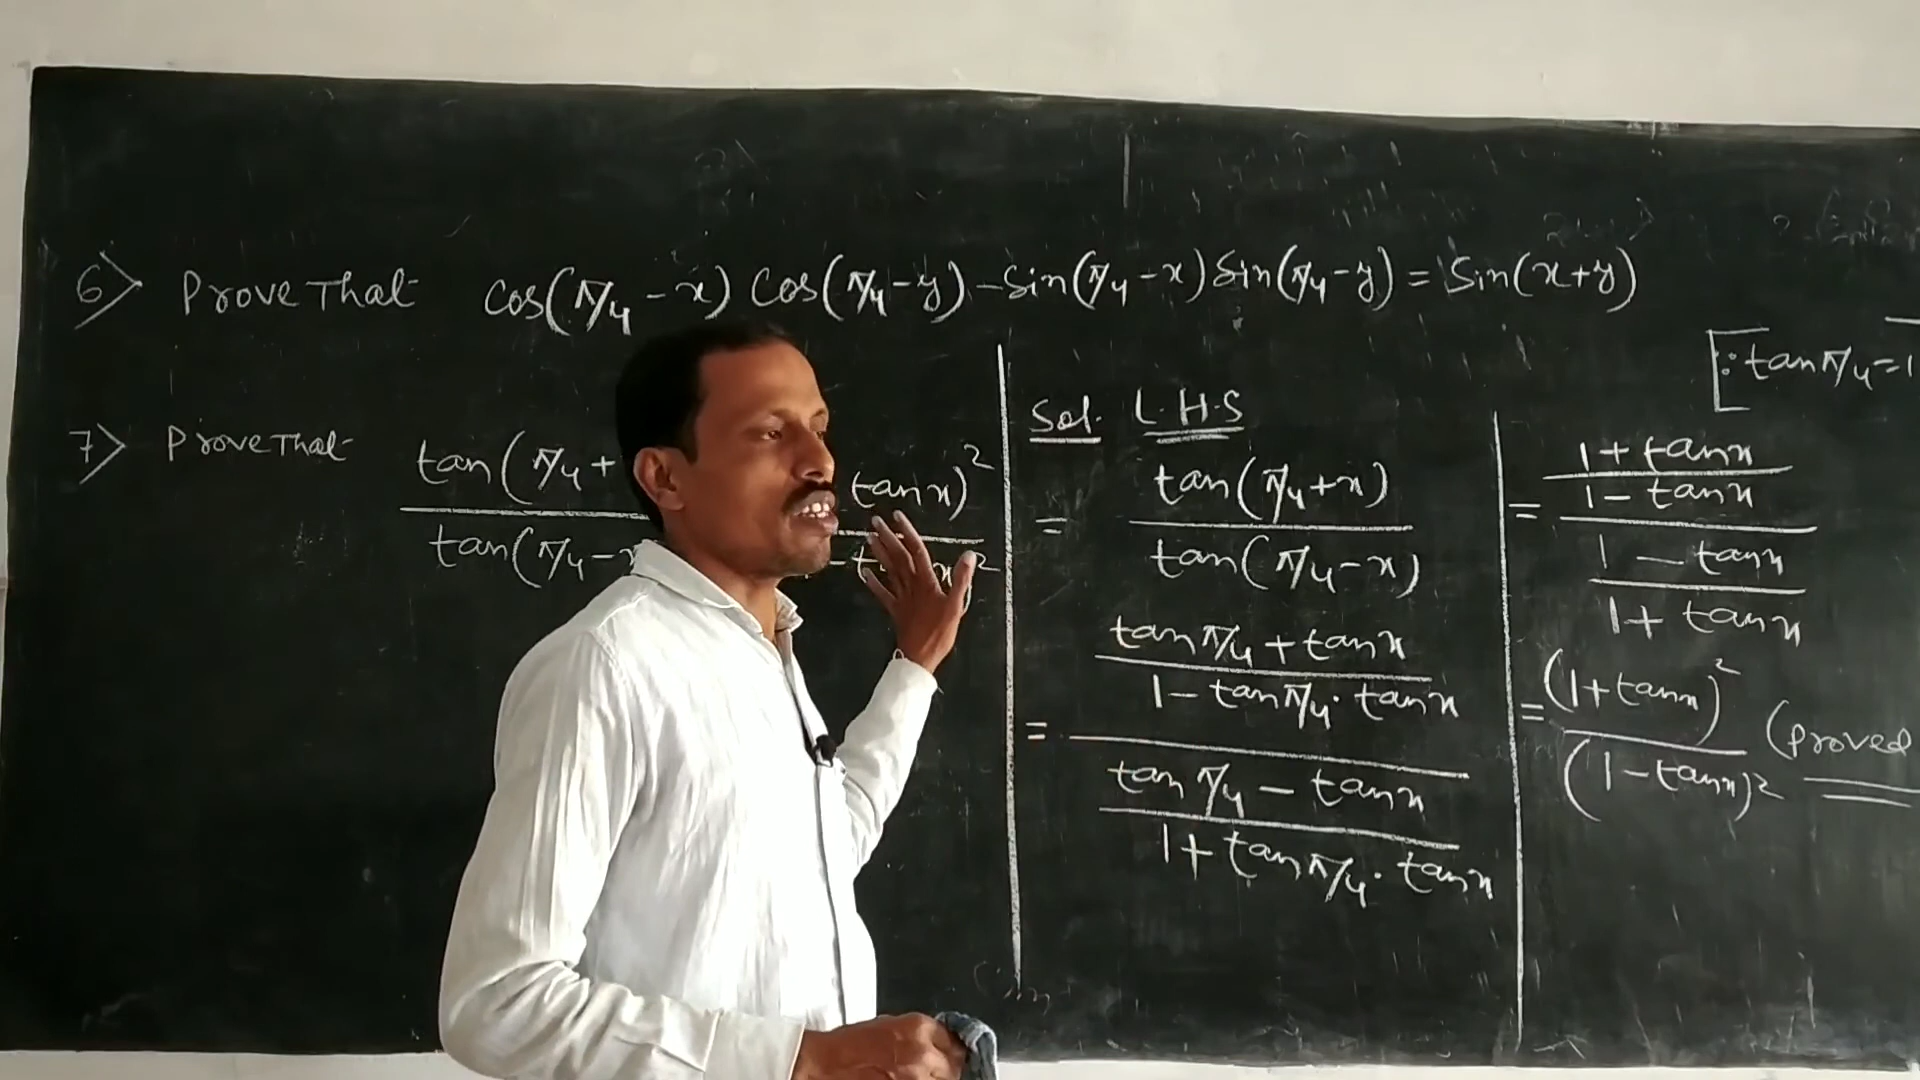 6> Prove That cos(π/4 - x) Cos(π/4 - y) - Sin(π/4 - x) Sin(π/4 - y) = Sin(x+y)
7> Prove That
tan(π/4 +
tan x)²
tan(π/4 -
Sol. L.H.S
= tan(π/4 + x)
tan(π/4 - x)
tan π/4 + tan x
1 - tan π/4 · tan x
=
tan π/4 - tan x
1 + tan π/4 · tan x
[∵ tan π/4 = 1
1 + tan x
= 1 - tan x
1 - tan x
1 + tan x
= (1 + tan x)²
(1 - tan x)²
(Proved